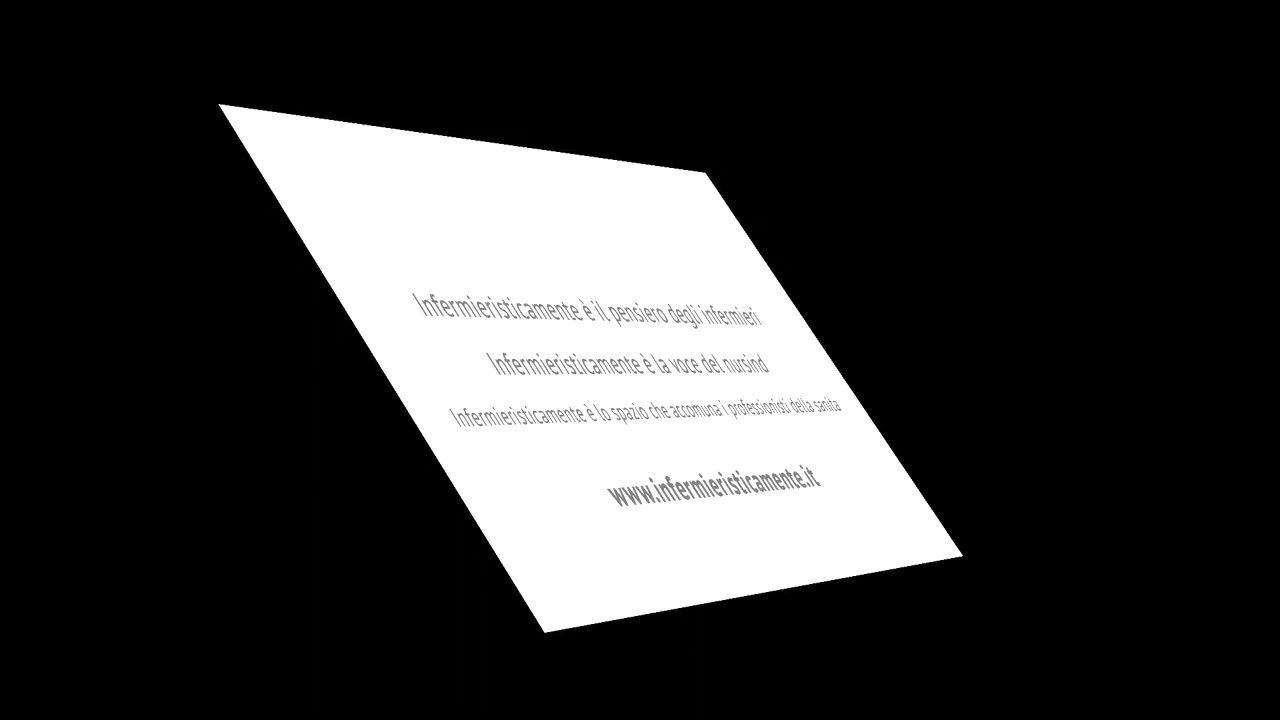 Infermieristicamente è il pensiero degli infermieri
Infermieristicamente è la voce del nursind
Infermieristicamente è lo spazio che accomuna i professionisti della sanita
www.infermieristicamente.it